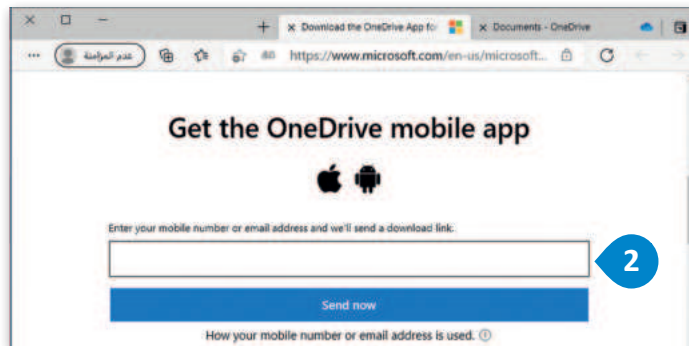 Download the OneDrive App for
Documents - OneDrive
عدم المزامنة
https://www.microsoft.com/en-us/microsoft...
Get the OneDrive mobile app
Enter your mobile number or email address and we'll send a download link.
2
Send now
How your mobile number or email address is used.